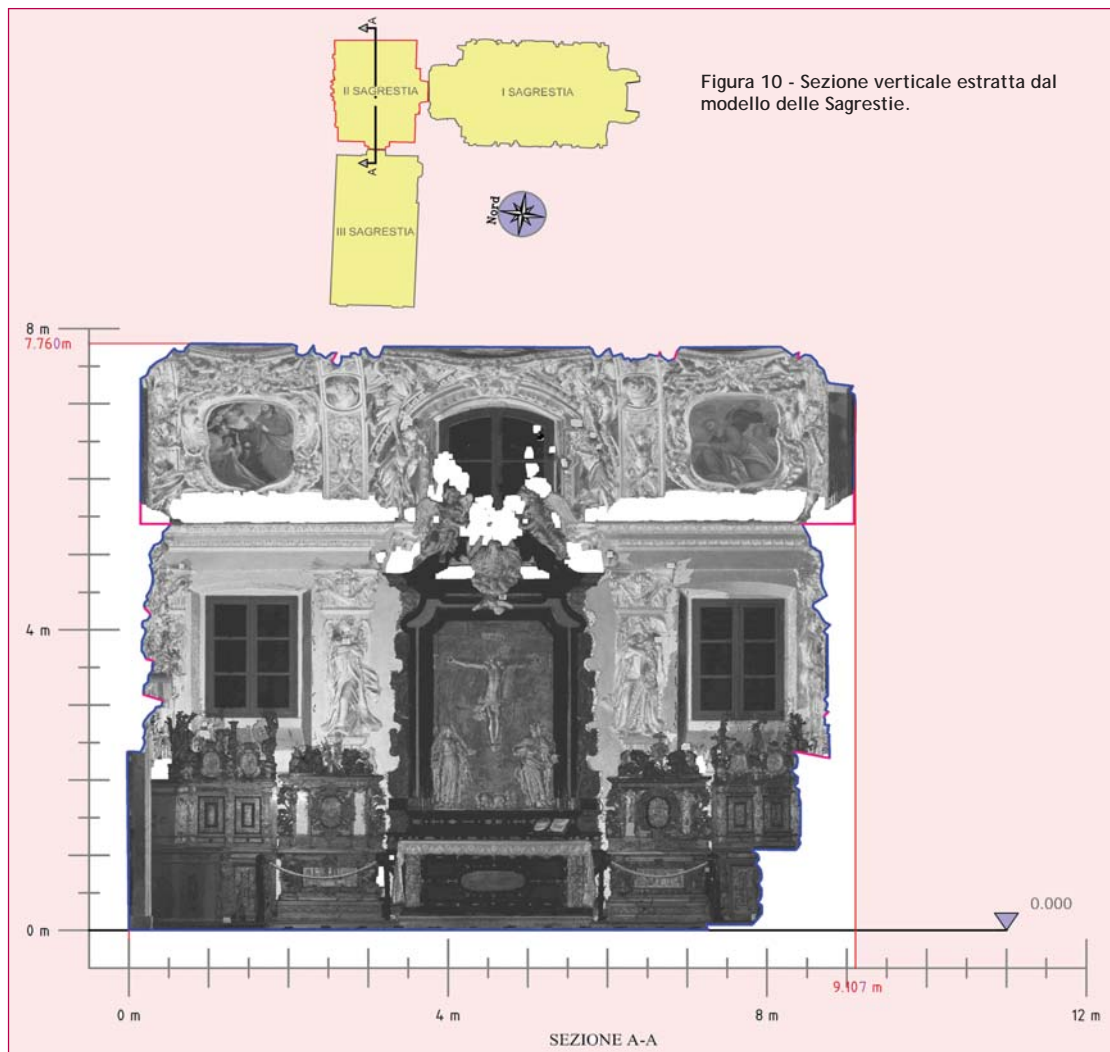 A
II SAGRESTIA
I SAGRESTIA
A
III SAGRESTIA
Nord
Figura 10 - Sezione verticale estratta dal
modello delle Sagrestie.
8 m
7.760m
4 m
0 m
0.000
9.107 m
0 m
4 m
8 m
12 m
SEZIONE A-A